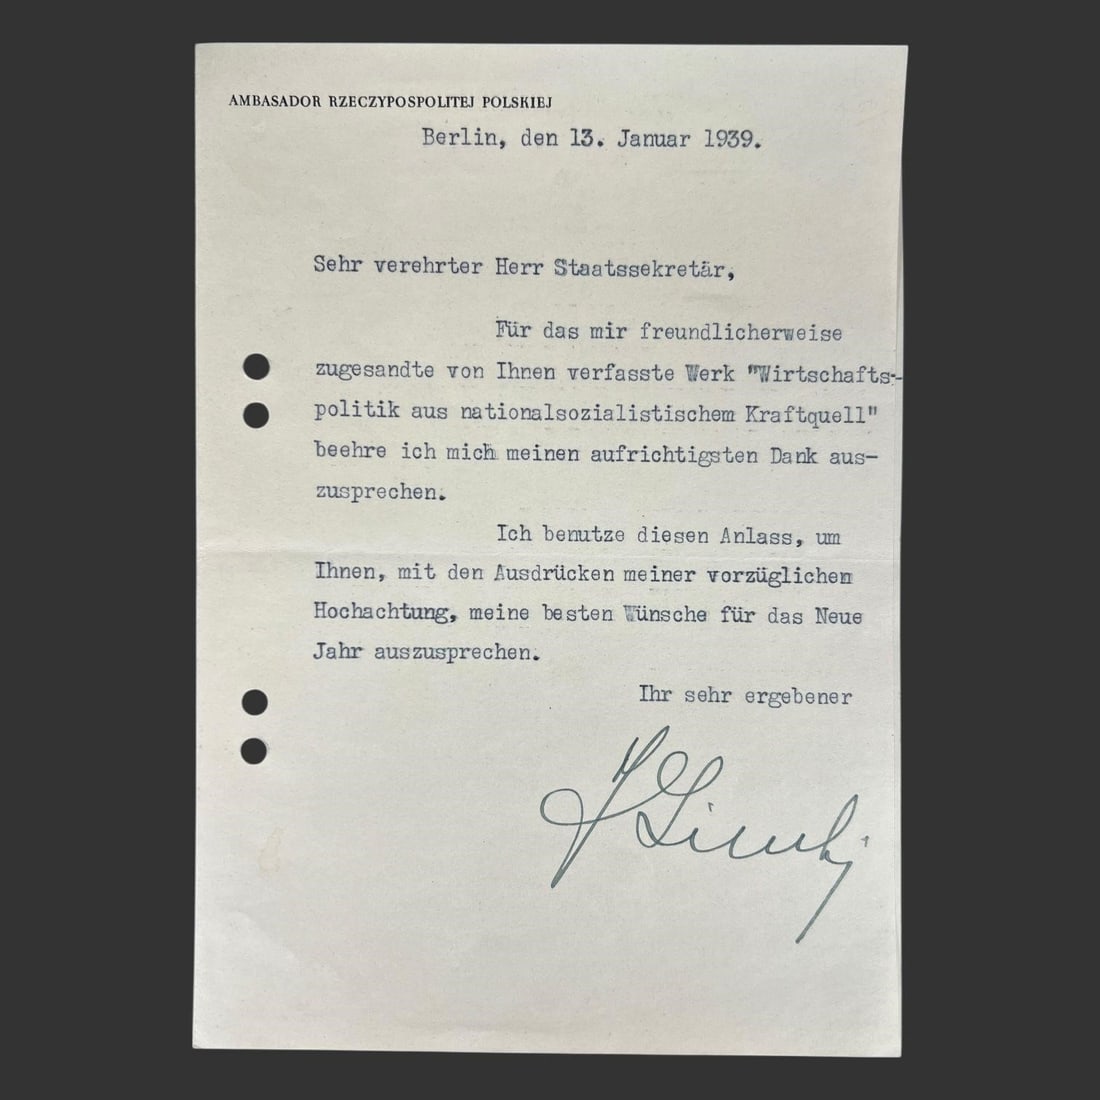 AMBASADOR RZECZYPOSPOLITEJ POLSKIEJ
Berlin, den 13. Januar 1939.
Sehr verehrter Herr Staatssekretär,
Für das mir freundlicherweise
zugesandte von Ihnen verfasste Werk "Wirtschafts-
politik aus nationalsozialistischem Kraftquell"
beehre ich mich meinen aufrichtigsten Dank aus-
zusprechen.
Ich benutze diesen Anlass, um
Ihnen, mit den Ausdrücken meiner vorzüglichen
Hochachtung, meine besten Wünsche für das Neue
Jahr auszusprechen.
Ihr sehr ergebener